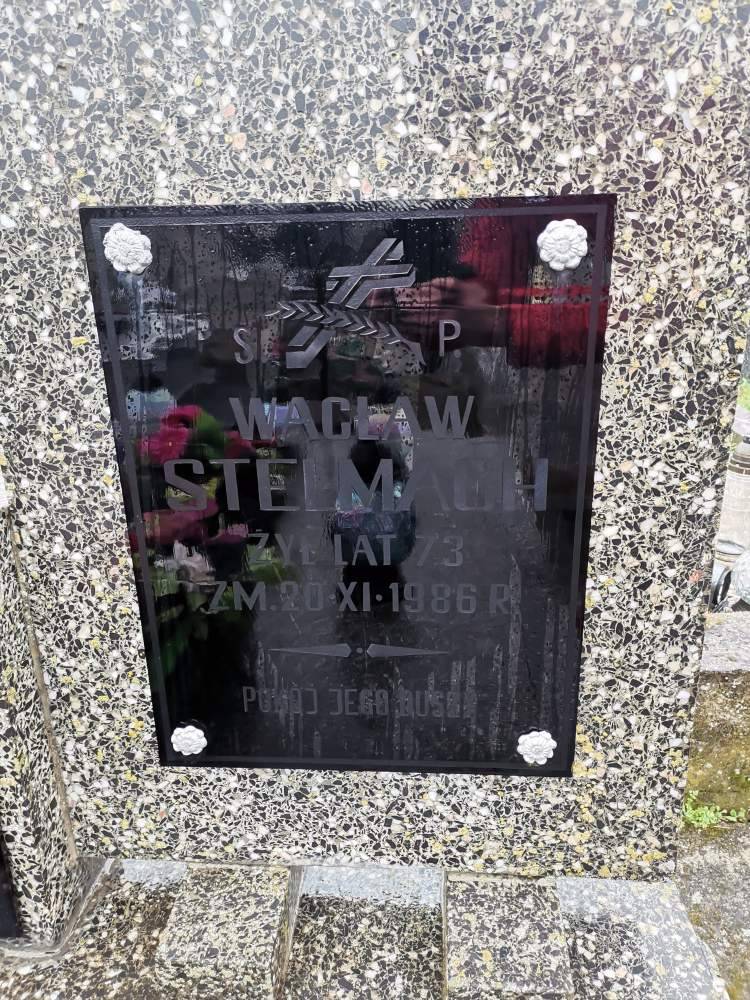 Ś P
WACŁAW
STELMACH
ŻYŁ LAT 73
ZM. 20·XI·1986 R
POKÓJ JEGO DUSZY